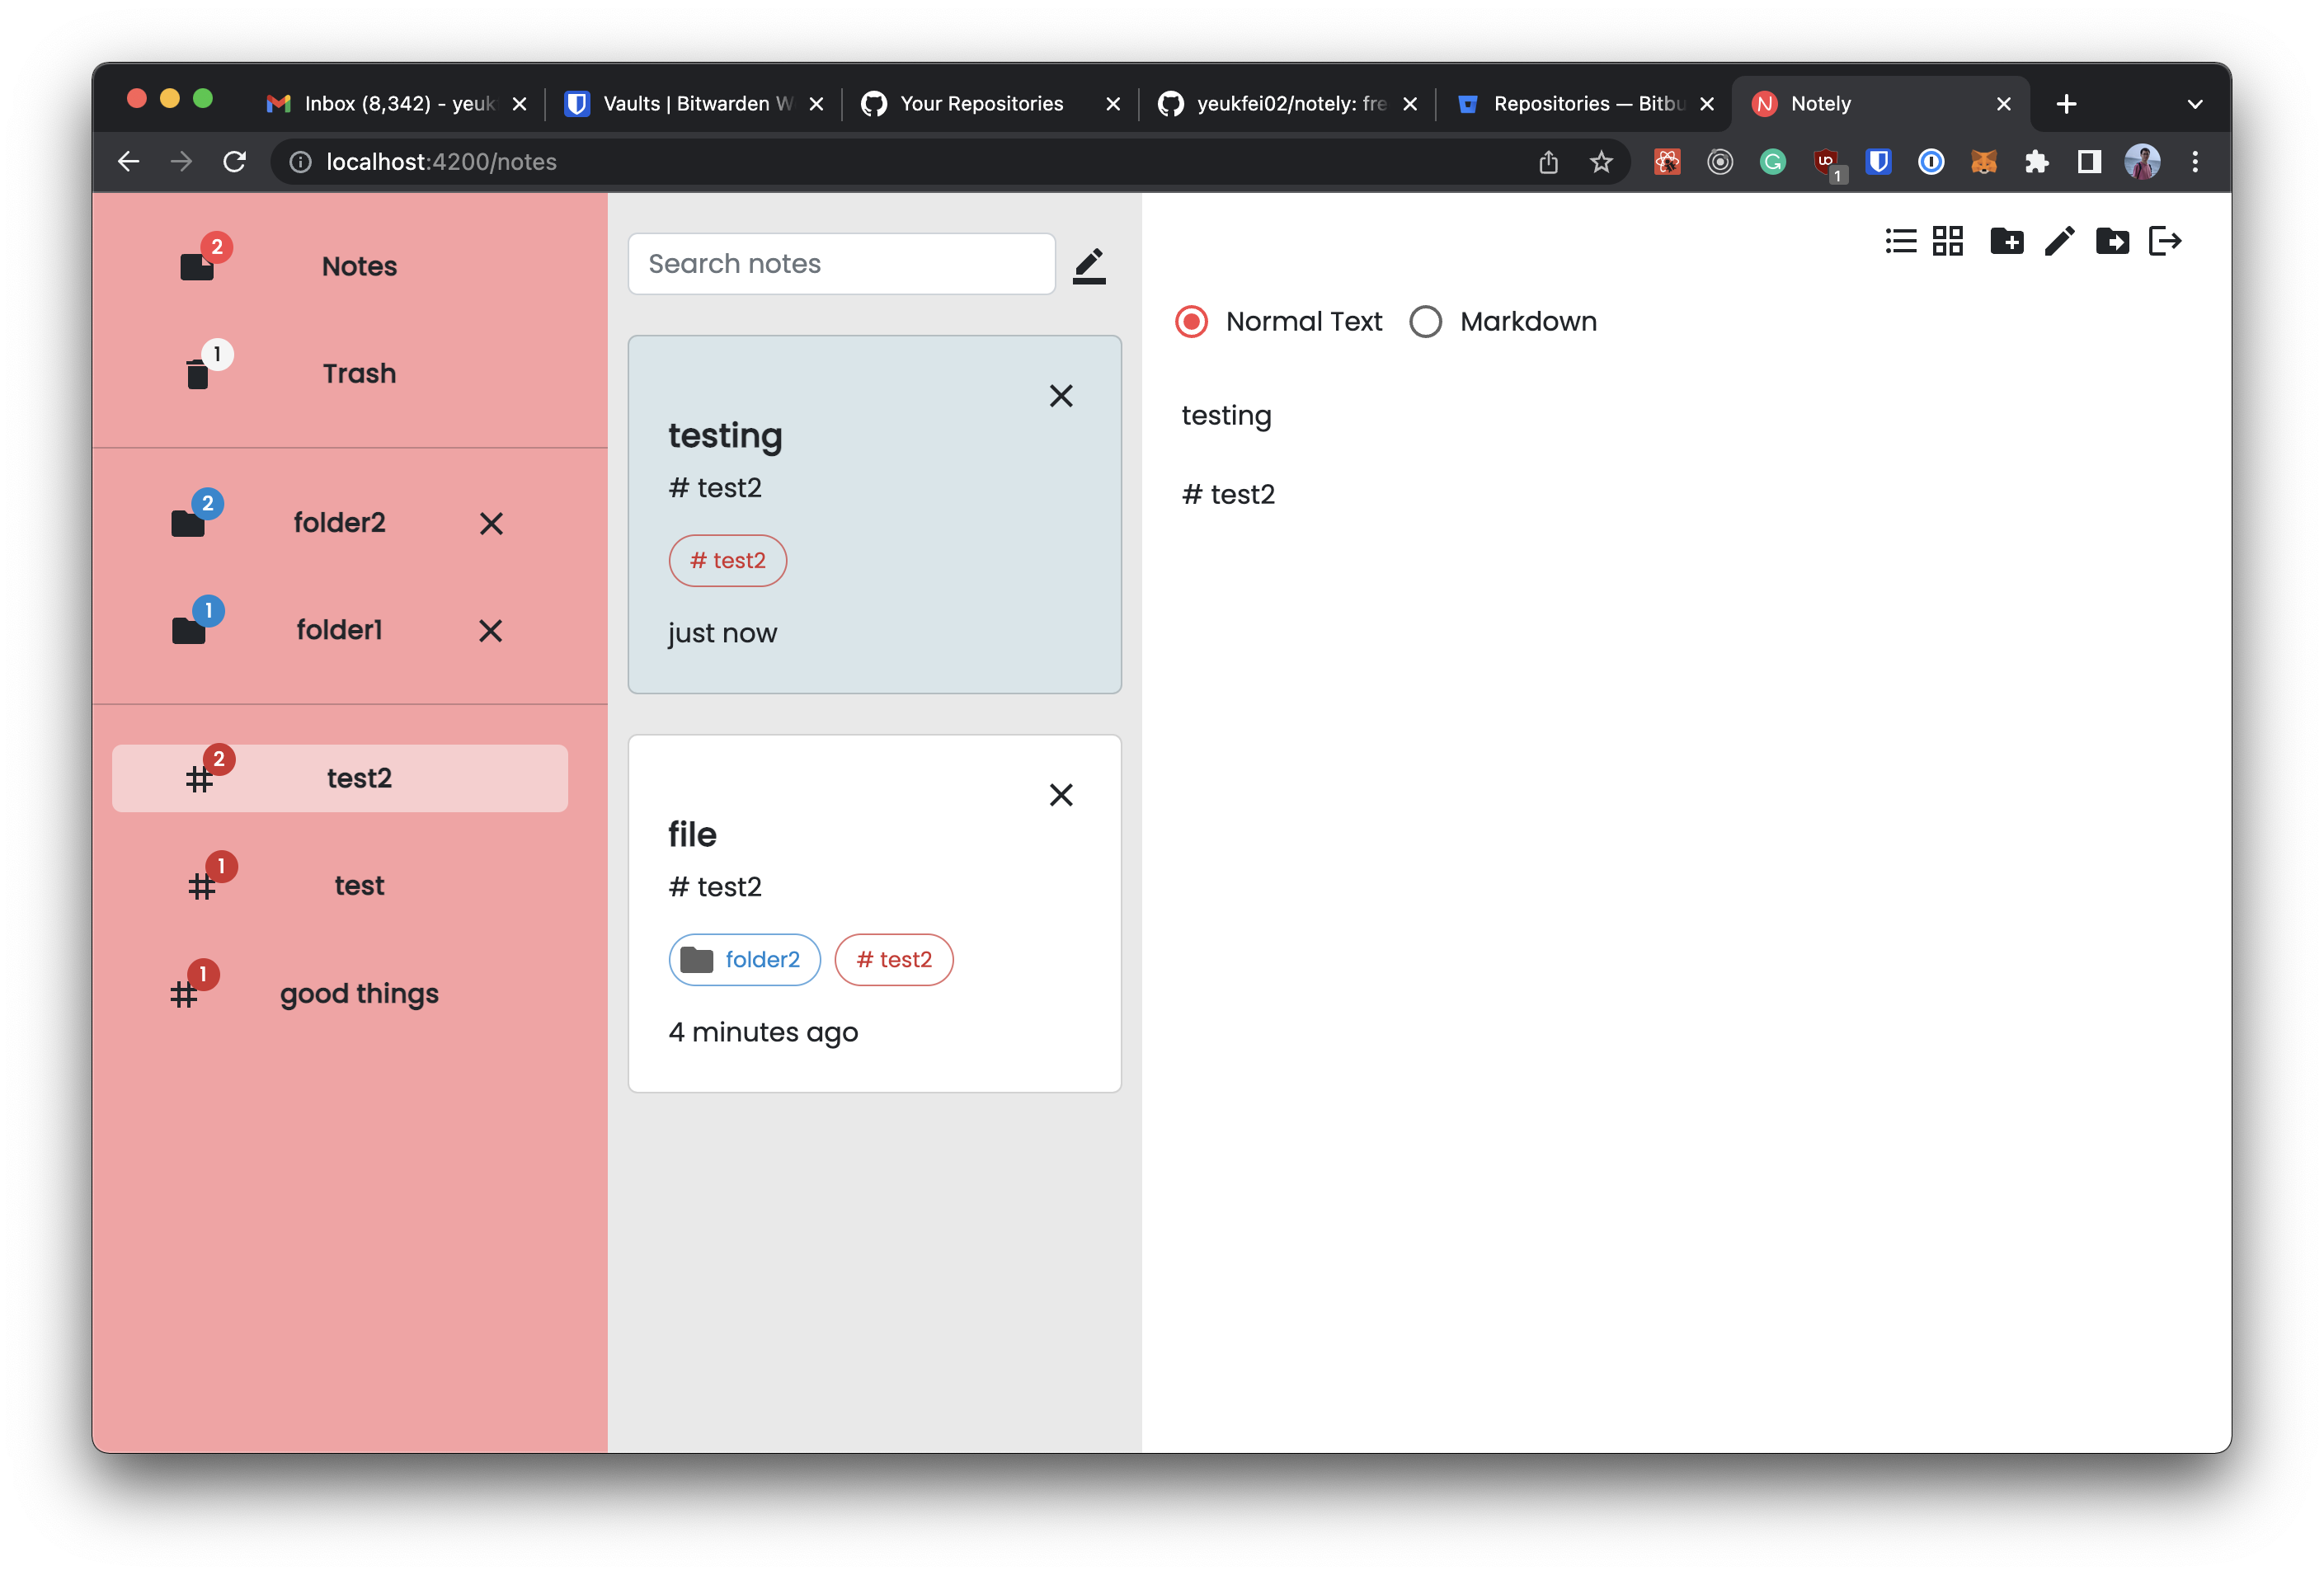 Inbox (8,342) - yeuk
Vaults | Bitwarden W
Your Repositories
yeukfei02/notely: fre
Repositories — Bitbu
Notely
localhost:4200/notes
1
2
Notes
1
Trash
2
folder2
1
folder1
2
test2
1
test
1
good things
Search notes
testing
# test2
# test2
just now
file
# test2
folder2
# test2
4 minutes ago
Normal Text
Markdown
testing
# test2